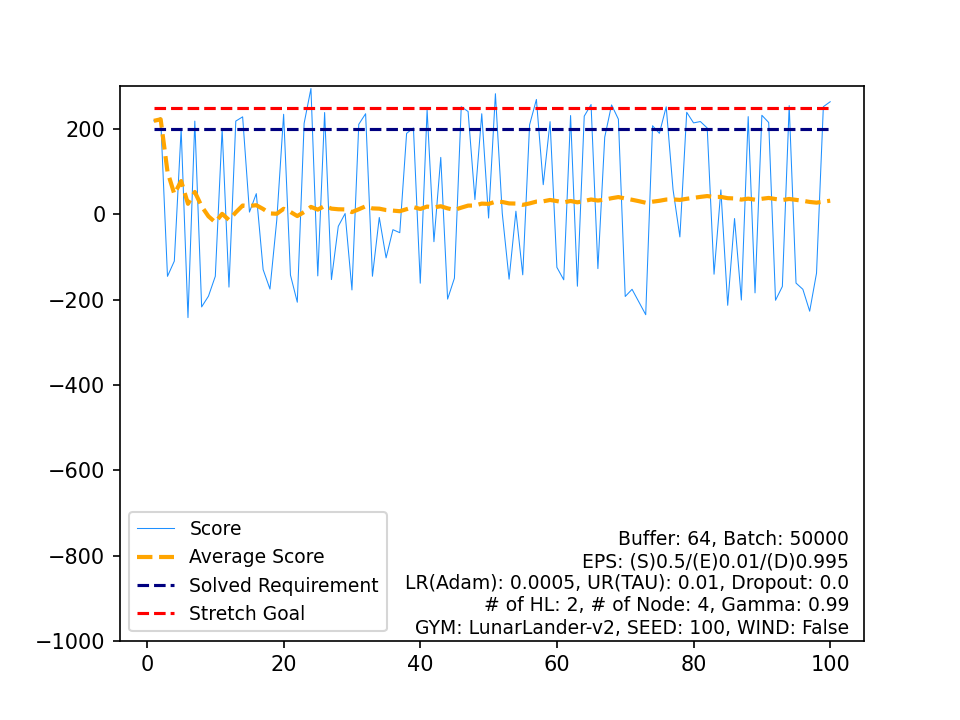 200
0
−200
−400
−600
−800
−1000
0 20 40 60 80 100
Score
Average Score
Solved Requirement
Stretch Goal
Buffer: 64, Batch: 50000
EPS: (S)0.5/(E)0.01/(D)0.995
LR(Adam): 0.0005, UR(TAU): 0.01, Dropout: 0.0
# of HL: 2, # of Node: 4, Gamma: 0.99
GYM: LunarLander-v2, SEED: 100, WIND: False